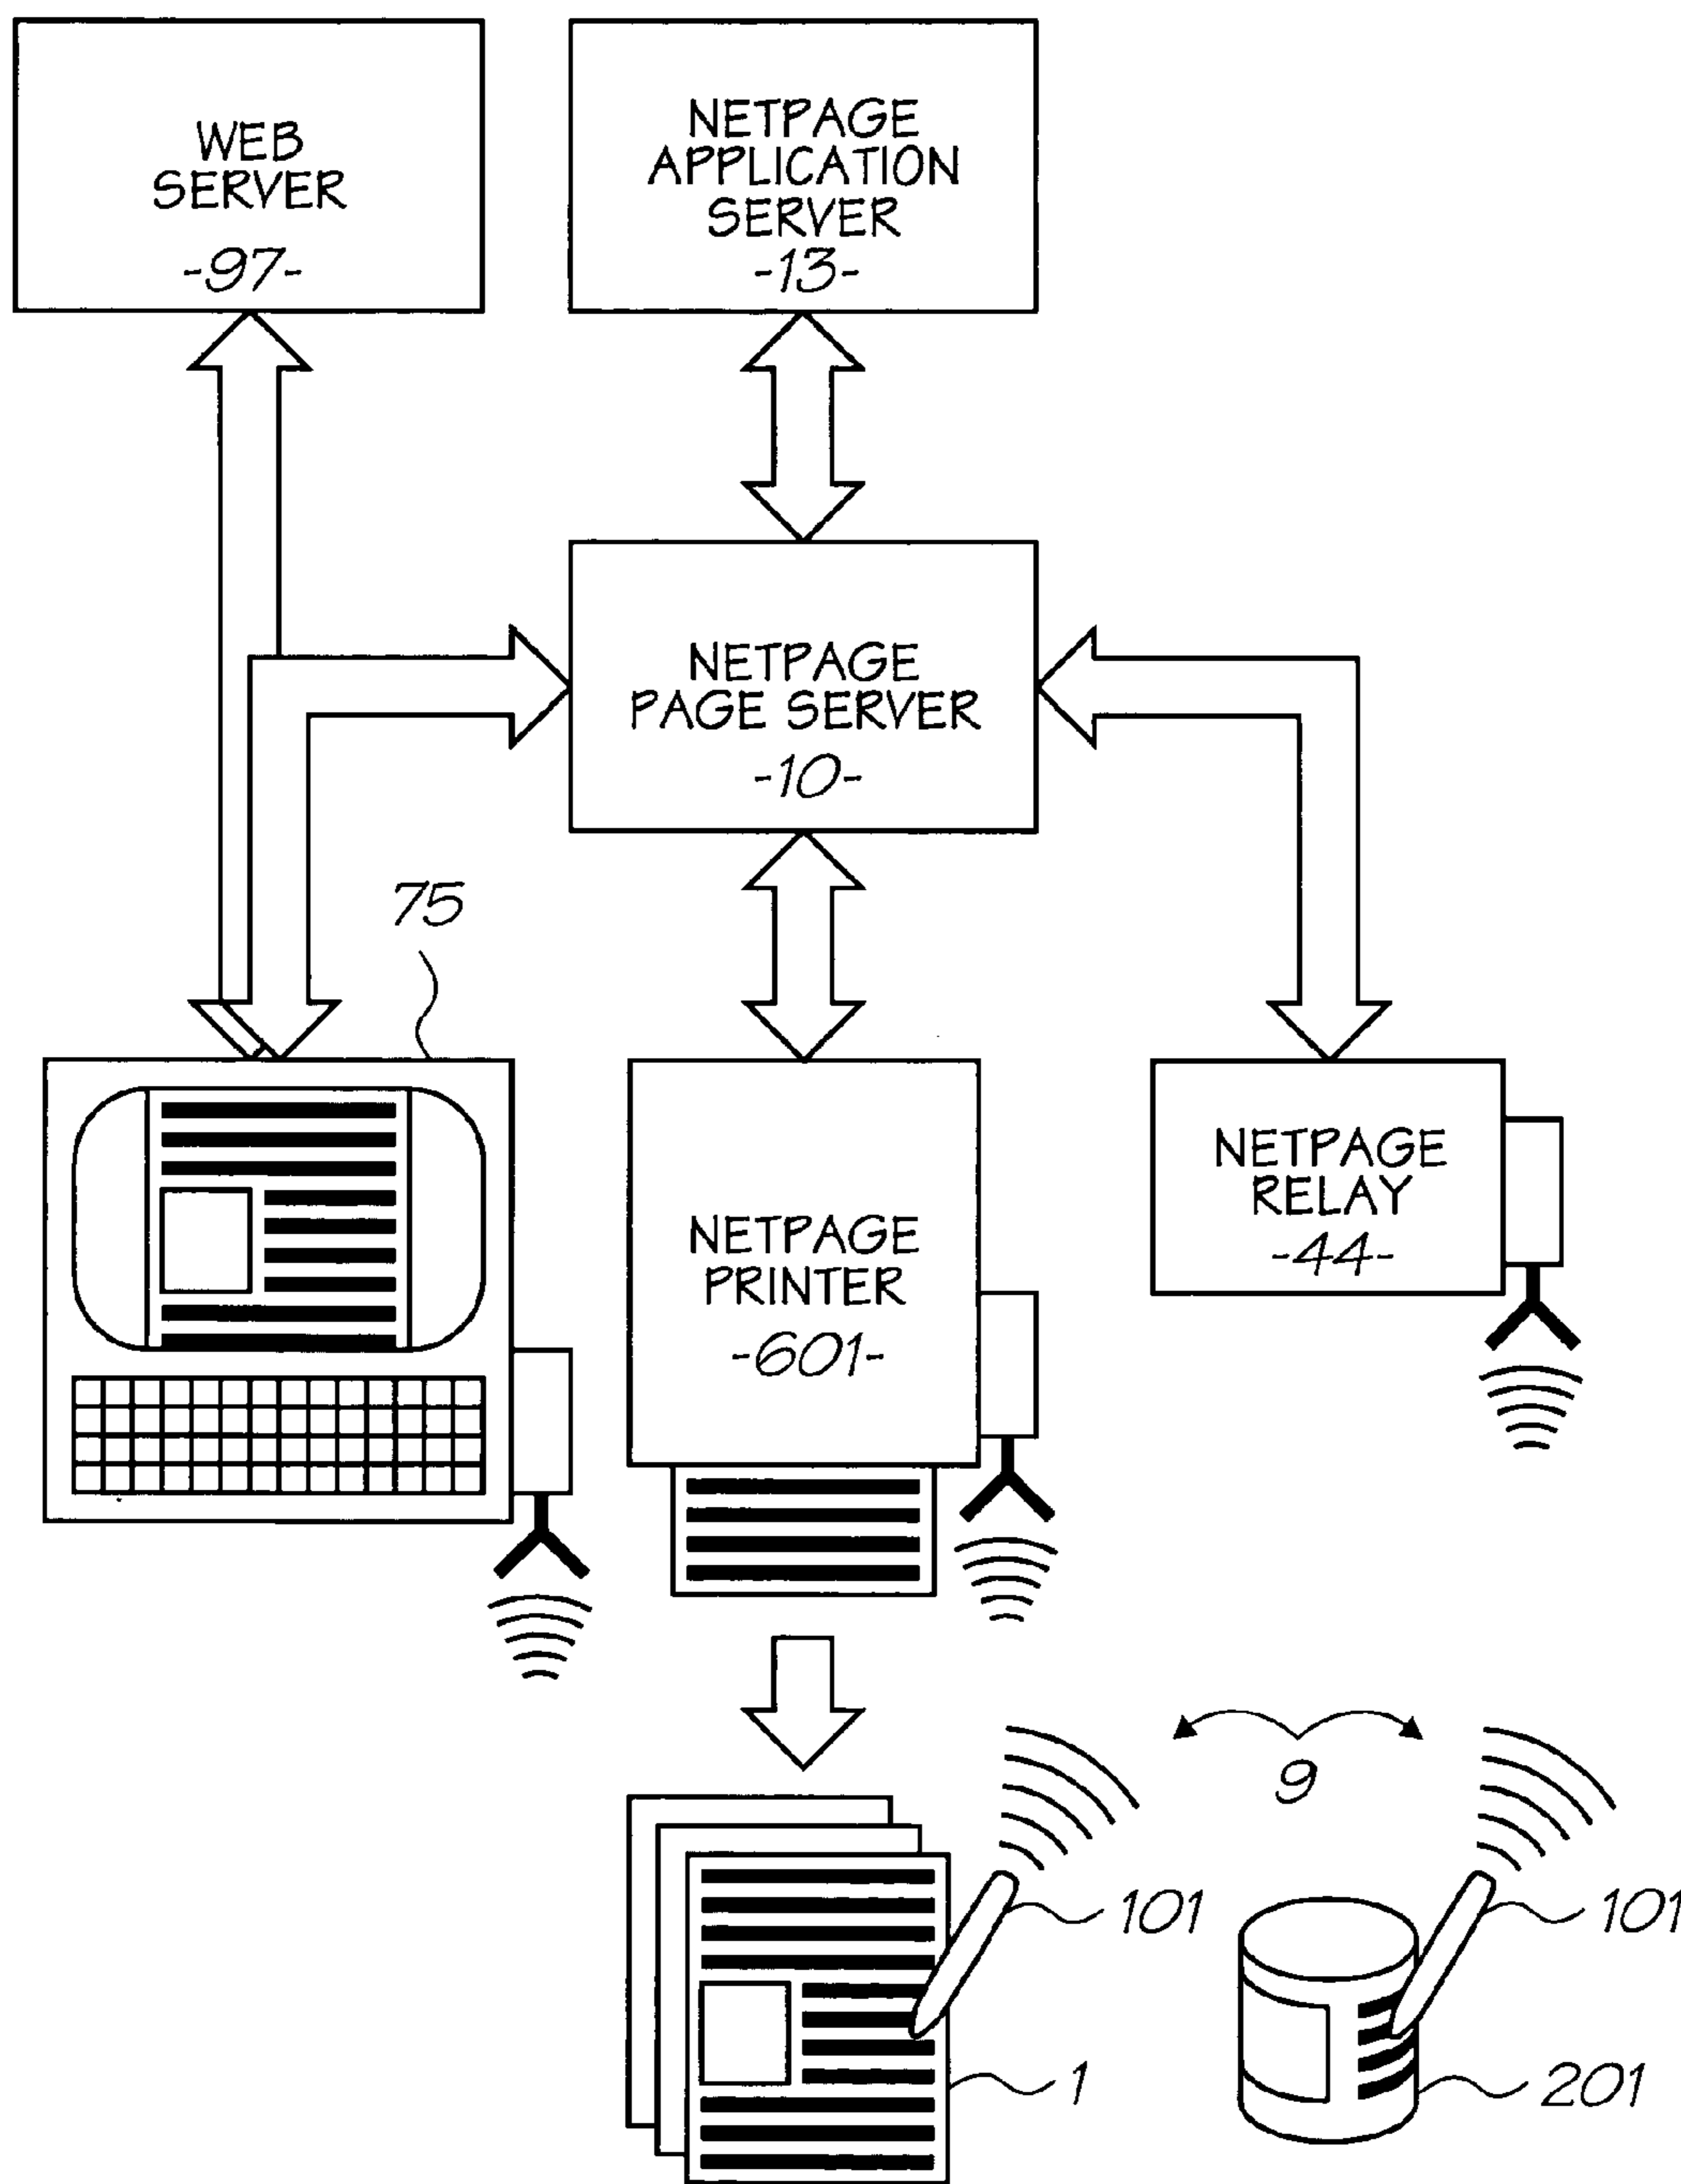 WEB
SERVER
-97-
NETPAGE
APPLICATION
SERVER
-13-
NETPAGE
PAGE SERVER
-10-
75
NETPAGE
PRINTER
-601-
NETPAGE
RELAY
-44-
9
101
101
1
201